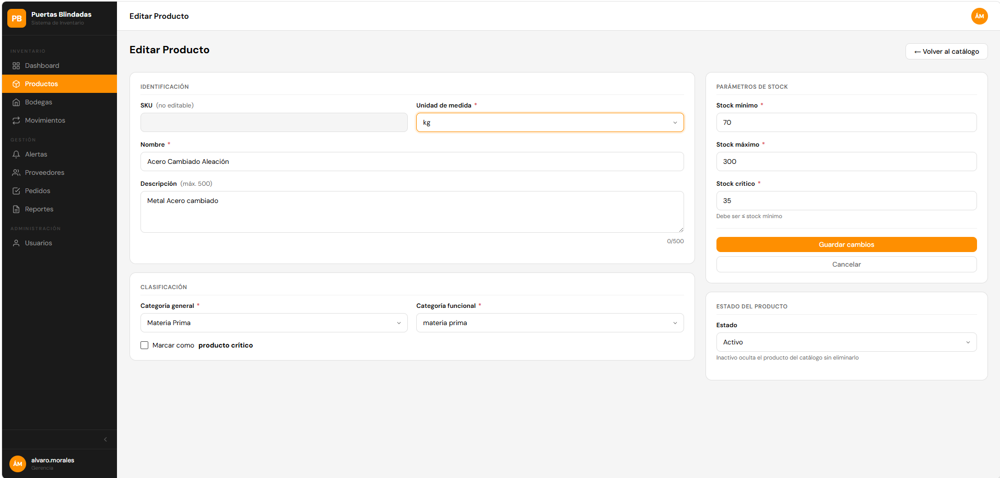 PB
Puertas Blindadas
Sistema de Inventario
INVENTARIO
Dashboard
Productos
Bodegas
Movimientos
GESTIÓN
Alertas
Proveedores
Pedidos
Reportes
ADMINISTRACIÓN
Usuarios
ÁM
alvaro.morales
Gerencia
Editar Producto
ÁM
Editar Producto
← Volver al catálogo
IDENTIFICACIÓN
SKU (no editable)
Unidad de medida *
kg
Nombre *
Acero Cambiado Aleación
Descripción (máx. 500)
Metal Acero cambiado
0/500
CLASIFICACIÓN
Categoría general *
Materia Prima
Categoría funcional *
materia prima
Marcar como producto crítico
PARÁMETROS DE STOCK
Stock mínimo *
70
Stock máximo *
300
Stock crítico *
35
Debe ser ≤ stock mínimo
Guardar cambios
Cancelar
ESTADO DEL PRODUCTO
Estado
Activo
Inactivo oculta el producto del catálogo sin eliminarlo